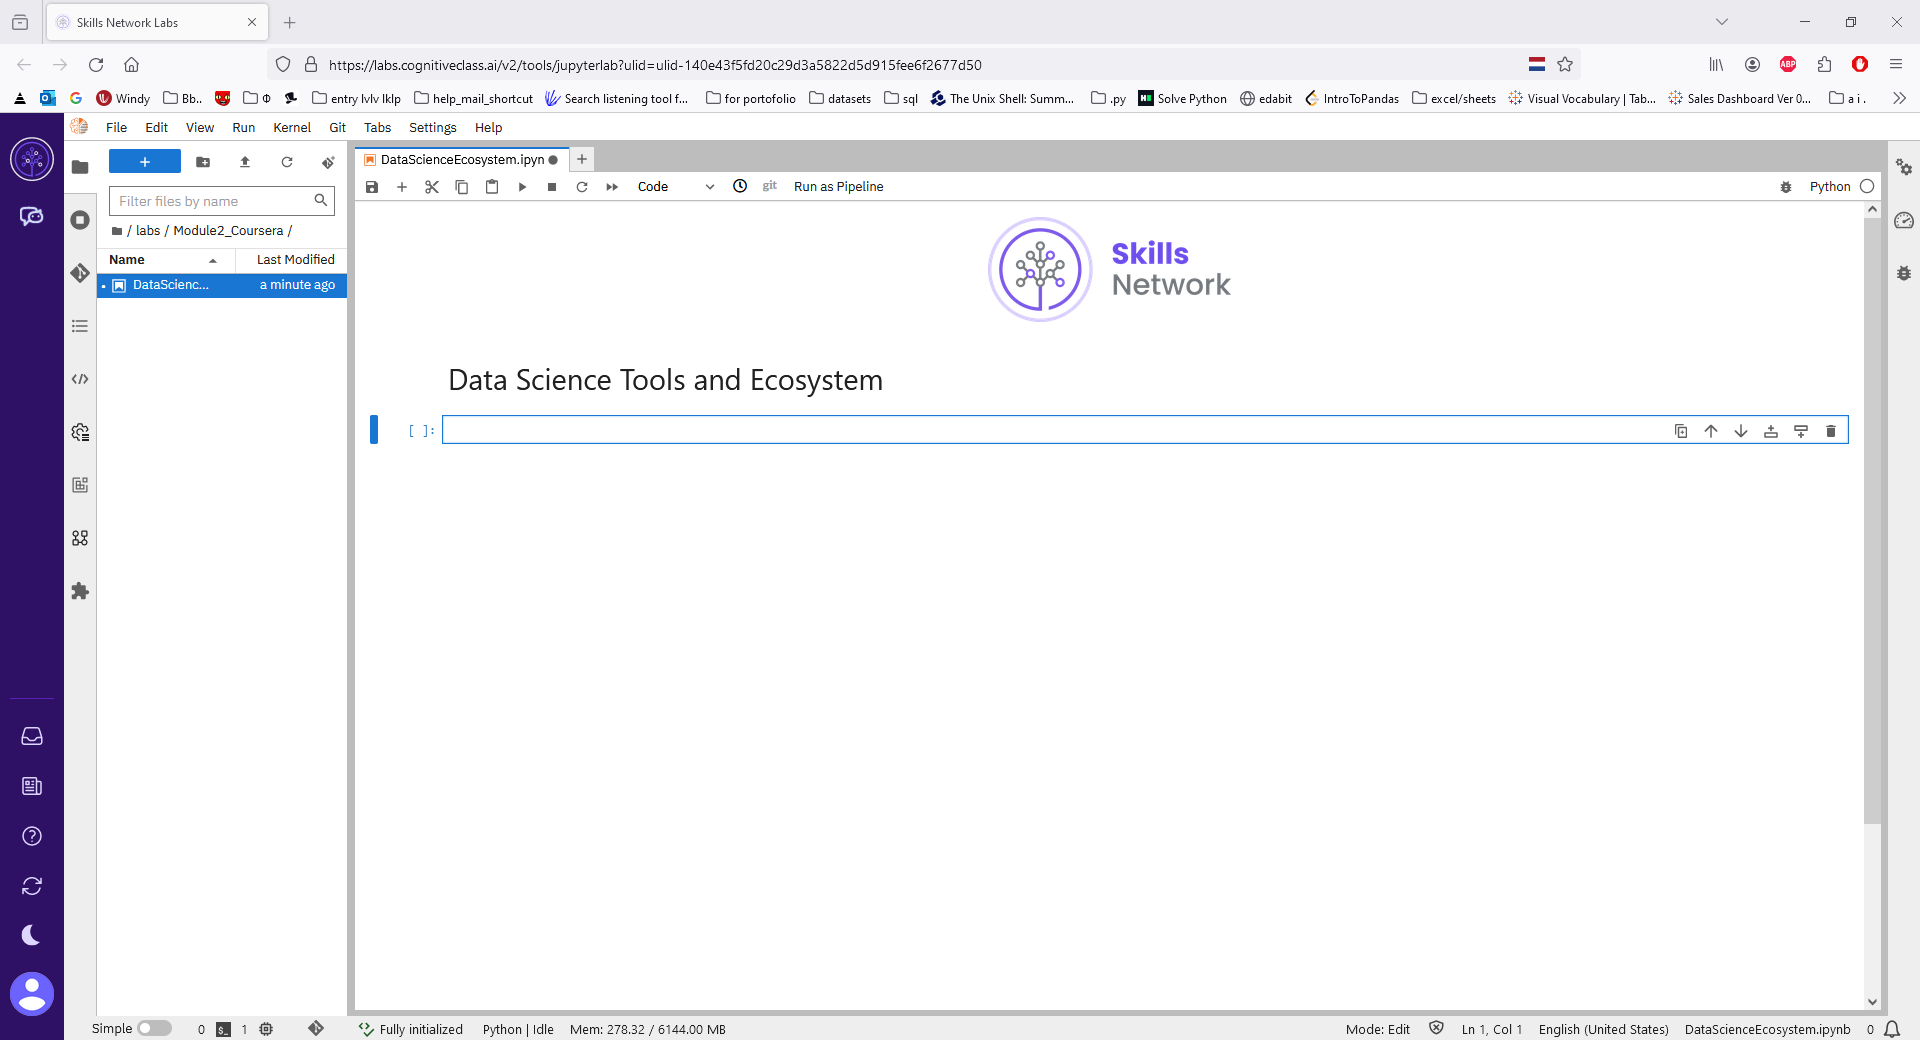 Skills Network Labs
https://labs.cognitiveclass.ai/v2/tools/jupyterlab?ulid=ulid-140e43f5fd20c29d3a5822d5d915fee6f2677d50
ABP
Windy Bb.. Φ entry lvlv lklp help_mail_shortcut Search listening tool f... for portofolio datasets sql The Unix Shell: Summ... .py Solve Python edabit IntroToPandas excel/sheets Visual Vocabulary | Tab... Sales Dashboard Ver 0... a i .
File Edit View Run Kernel Git Tabs Settings Help
DataScienceEcosystem.ipyn
Code git Run as Pipeline Python
Filter files by name
/ labs / Module2_Coursera /
Name Last Modified
DataScienc... a minute ago
Skills
Network
Data Science Tools and Ecosystem
[ ]:
Simple 0 $_ 1 Fully initialized Python | Idle Mem: 278.32 / 6144.00 MB Mode: Edit Ln 1, Col 1 English (United States) DataScienceEcosystem.ipynb 0